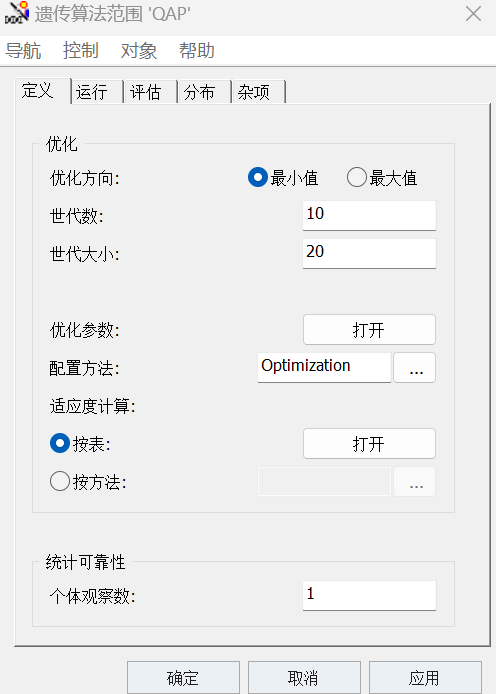 遗传算法范围 'QAP'
导航 控制 对象 帮助
定义 运行 评估 分布 杂项
优化
优化方向: 最小值 最大值
世代数: 10
世代大小: 20
优化参数: 打开
配置方法: Optimization ...
适应度计算:
按表: 打开
按方法: ...
统计可靠性
个体观察数: 1
确定 取消 应用